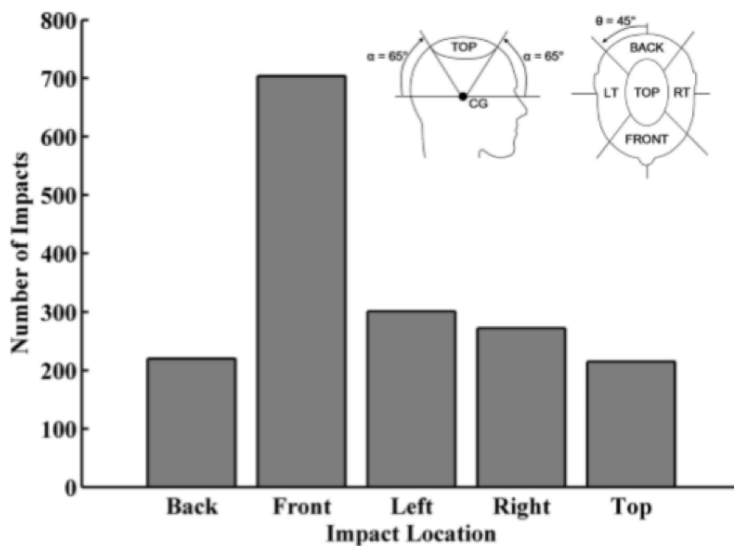 800
700
600
500
400
300
200
100
0
Number of Impacts
Back Front Left Right Top
Impact Location
α = 65° TOP α = 65°
CG
θ = 45°
BACK
LT TOP RT
FRONT